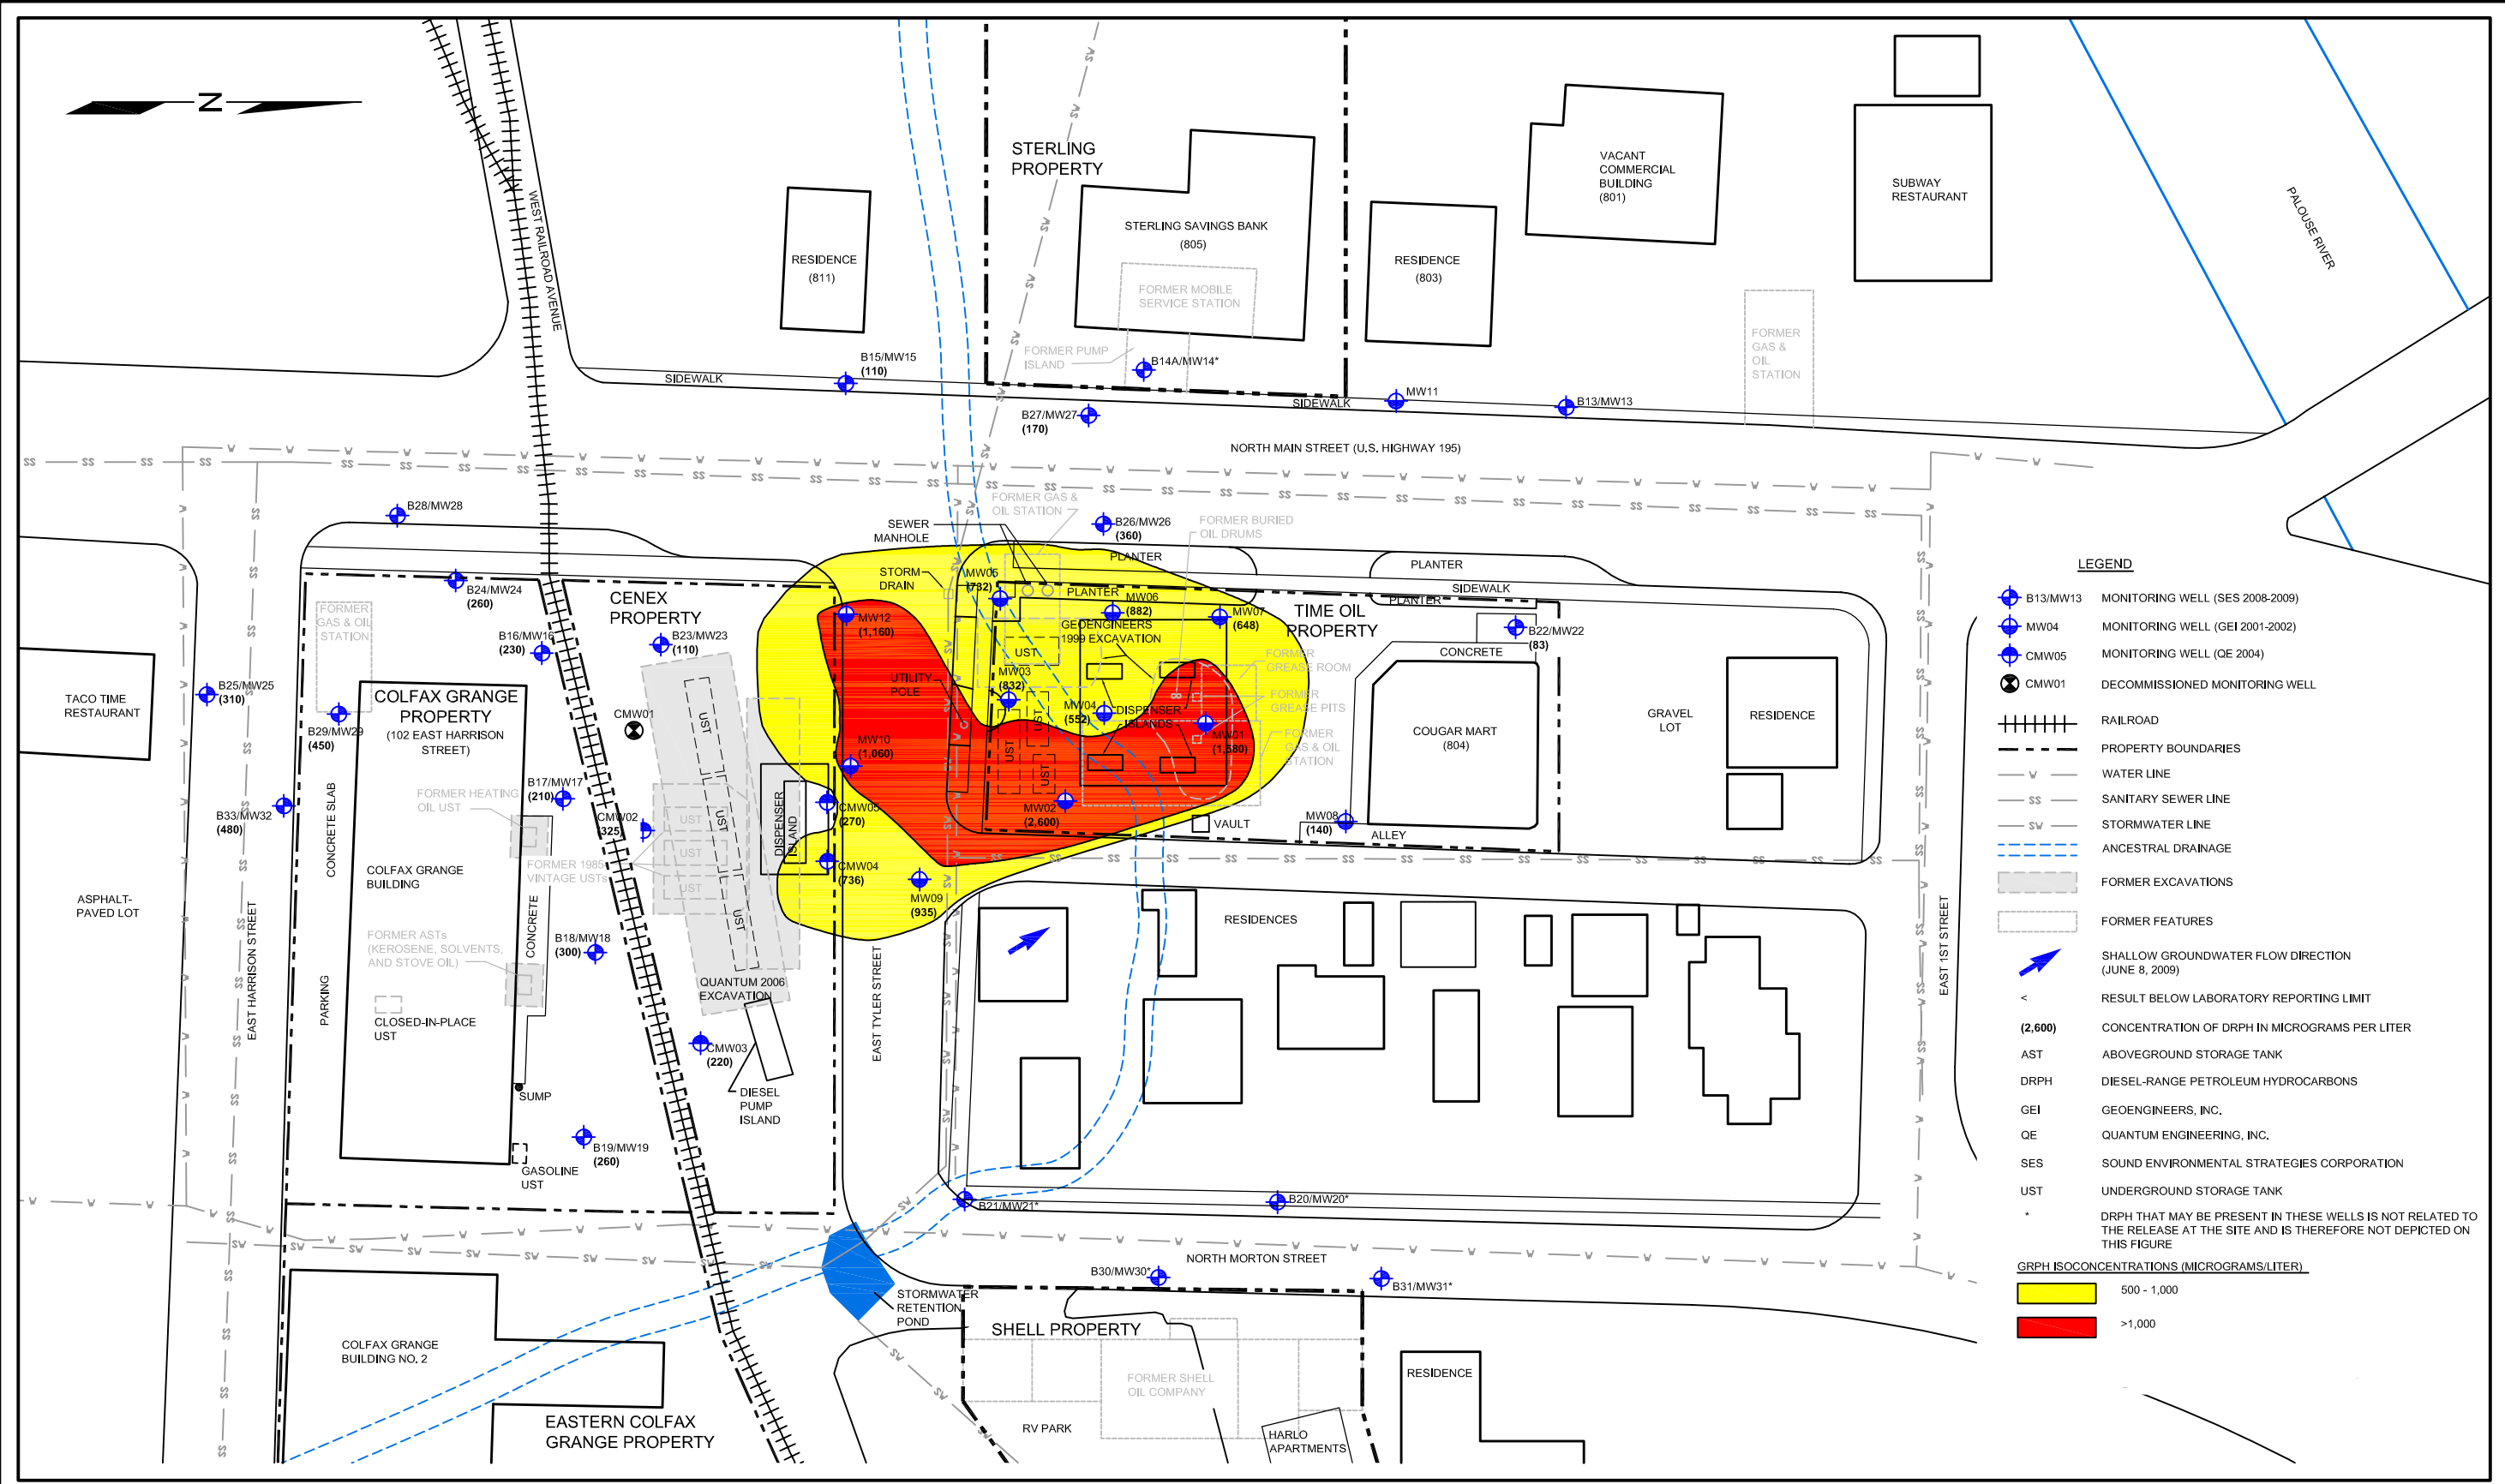 N
WEST RAILROAD AVENUE
STERLING
PROPERTY
STERLING SAVINGS BANK
(805)
FORMER MOBILE
SERVICE STATION
FORMER PUMP
ISLAND
RESIDENCE
(811)
RESIDENCE
(803)
VACANT
COMMERCIAL
BUILDING
(801)
SUBWAY
RESTAURANT
PALOUSE RIVER
FORMER
GAS &
OIL
STATION
SIDEWALK
B15/MW15
(110)
B14A/MW14*
B27/MW27
(170)
SIDEWALK
MW11
B13/MW13
NORTH MAIN STREET (U.S. HIGHWAY 195)
B28/MW28
SEWER
MANHOLE
FORMER GAS &
OIL STATION
B26/MW26
(360)
FORMER BURIED
OIL DRUMS
PLANTER
PLANTER
SIDEWALK
PLANTER
STORM
DRAIN
MW05
(732)
PLANTER
MW06
(882)
MW07
(648)
GEOENGINEERS
1999 EXCAVATION
TIME OIL
PROPERTY
B22/MW22
(83)
CONCRETE
B24/MW24
(260)
CENEX
PROPERTY
FORMER
GAS & OIL
STATION
B16/MW16
(230)
B23/MW23
(110)
MW12
(1,160)
UST
FORMER
GREASE ROOM
FORMER
GREASE PITS
FORMER
GAS & OIL
STATION
TACO TIME
RESTAURANT
B25/MW25
(310)
COLFAX GRANGE
PROPERTY
(102 EAST HARRISON
STREET)
B29/MW29
(450)
CMW01
UST
UTILITY
POLE
MW03
(832)
MW04
(552)
DISPENSER
ISLANDS
MW01
(1,580)
UST
UST
UST
MW10
(1,060)
COUGAR MART
(804)
GRAVEL
LOT
RESIDENCE
B33/MW32
(480)
CONCRETE SLAB
FORMER HEATING
OIL UST
B17/MW17
(210)
CMW02
(325)
UST
UST
UST
UST
UST
DISPENSER
ISLAND
CMW05
(270)
MW02
(2,600)
VAULT
MW08
(140)
ALLEY
FORMER 1985
VINTAGE USTs
CMW04
(736)
MW09
(935)
COLFAX GRANGE
BUILDING
ASPHALT-
PAVED LOT
EAST HARRISON STREET
PARKING
FORMER ASTs
(KEROSENE, SOLVENTS,
AND STOVE OIL)
CONCRETE
B18/MW18
(300)
QUANTUM 2006
EXCAVATION
CLOSED-IN-PLACE
UST
EAST TYLER STREET
RESIDENCES
EAST 1ST STREET
CMW03
(220)
DIESEL
PUMP
ISLAND
SUMP
B19/MW19
(260)
GASOLINE
UST
B21/MW21*
B20/MW20*
NORTH MORTON STREET
B30/MW30*
B31/MW31*
STORMWATER
RETENTION
POND
SHELL PROPERTY
COLFAX GRANGE
BUILDING NO. 2
EASTERN COLFAX
GRANGE PROPERTY
FORMER SHELL
OIL COMPANY
RV PARK
HARLO
APARTMENTS
RESIDENCE
LEGEND
B13/MW13 MONITORING WELL (SES 2008-2009)
MW04 MONITORING WELL (GEI 2001-2002)
CMW05 MONITORING WELL (QE 2004)
CMW01 DECOMMISSIONED MONITORING WELL
RAILROAD
PROPERTY BOUNDARIES
W WATER LINE
SS SANITARY SEWER LINE
SW STORMWATER LINE
ANCESTRAL DRAINAGE
FORMER EXCAVATIONS
FORMER FEATURES
SHALLOW GROUNDWATER FLOW DIRECTION
(JUNE 8, 2009)
< RESULT BELOW LABORATORY REPORTING LIMIT
(2,600) CONCENTRATION OF DRPH IN MICROGRAMS PER LITER
AST ABOVEGROUND STORAGE TANK
DRPH DIESEL-RANGE PETROLEUM HYDROCARBONS
GEI GEOENGINEERS, INC.
QE QUANTUM ENGINEERING, INC.
SES SOUND ENVIRONMENTAL STRATEGIES CORPORATION
UST UNDERGROUND STORAGE TANK
* DRPH THAT MAY BE PRESENT IN THESE WELLS IS NOT RELATED TO
THE RELEASE AT THE SITE AND IS THEREFORE NOT DEPICTED ON
THIS FIGURE
GRPH ISOCONCENTRATIONS (MICROGRAMS/LITER)
500 - 1,000
>1,000